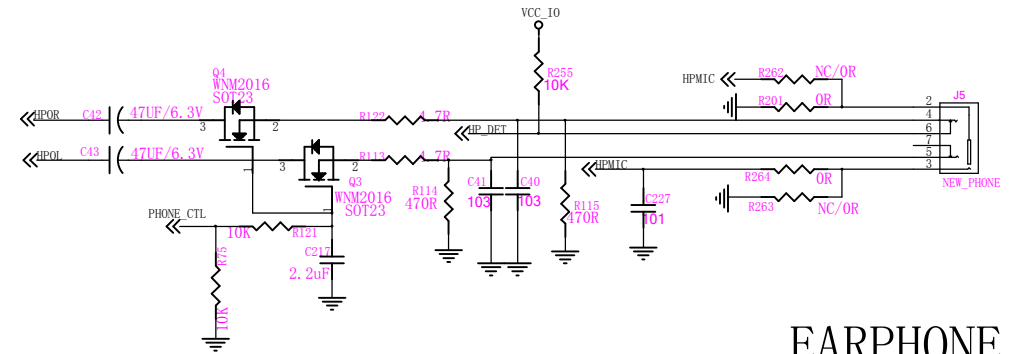 VCC_IO
Q4
WNM2016
SOT23
R255
10K
HPMIC
R262
NC/0R
J5
HPOR
C42
47UF/6.3V
3
2
R122
4.7R
R201
0R
2
4
HP_DET
6
7
HPOL
C43
47UF/6.3V
1
3
2
R113
4.7R
5
HPMIC
3
Q3
WNM2016
SOT23
1
R114
470R
C41
103
C40
103
R115
470R
R264
0R
NEW_PHONE
C227
101
R263
NC/0R
PHONE_CTL
10K
R121
R75
10K
C217
2.2uF
EARPHONE